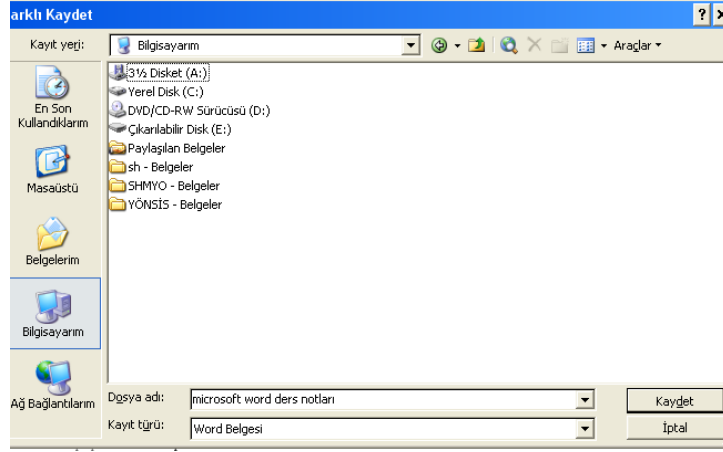 arklı Kaydet
Kayıt yeri:
Bilgisayarım
Araçlar
3½ Disket (A:)
Yerel Disk (C:)
DVD/CD-RW Sürücüsü (D:)
Çıkarılabilir Disk (E:)
Paylaşılan Belgeler
sh - Belgeler
SHMYO - Belgeler
YÖNSİS - Belgeler
En Son
Kullandıklarım
Masaüstü
Belgelerim
Bilgisayarım
Ağ Bağlantılarım
Dosya adı:
microsoft word ders notları
Kaydet
Kayıt türü:
Word Belgesi
İptal